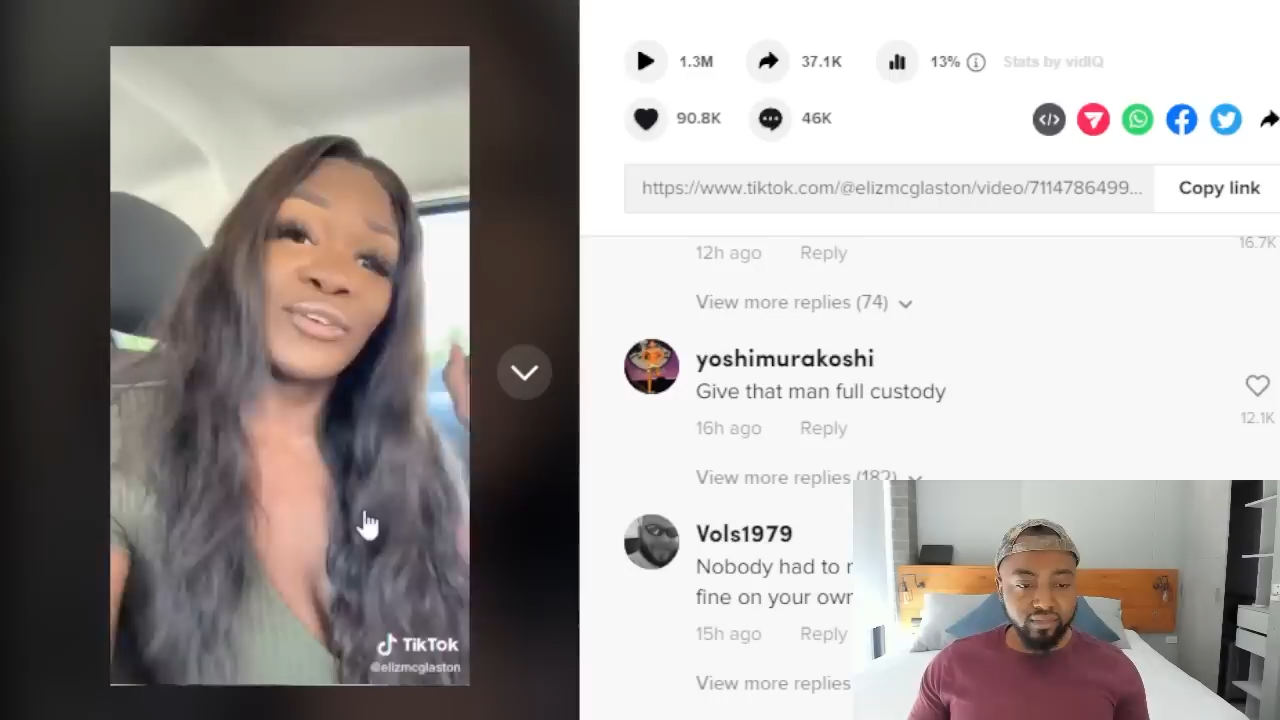 1.3M
37.1K
13%
Stats by vidIQ
90.8K
46K
https://www.tiktok.com/@elizmcglaston/video/7114786499...
Copy link
12h ago Reply
16.7K
View more replies (74)
yoshimurakoshi
Give that man full custody
12.1K
16h ago Reply
View more replies (182)
Vols1979
Nobody had to r
fine on your own
15h ago Reply
View more replies
TikTok
@elizmcglaston